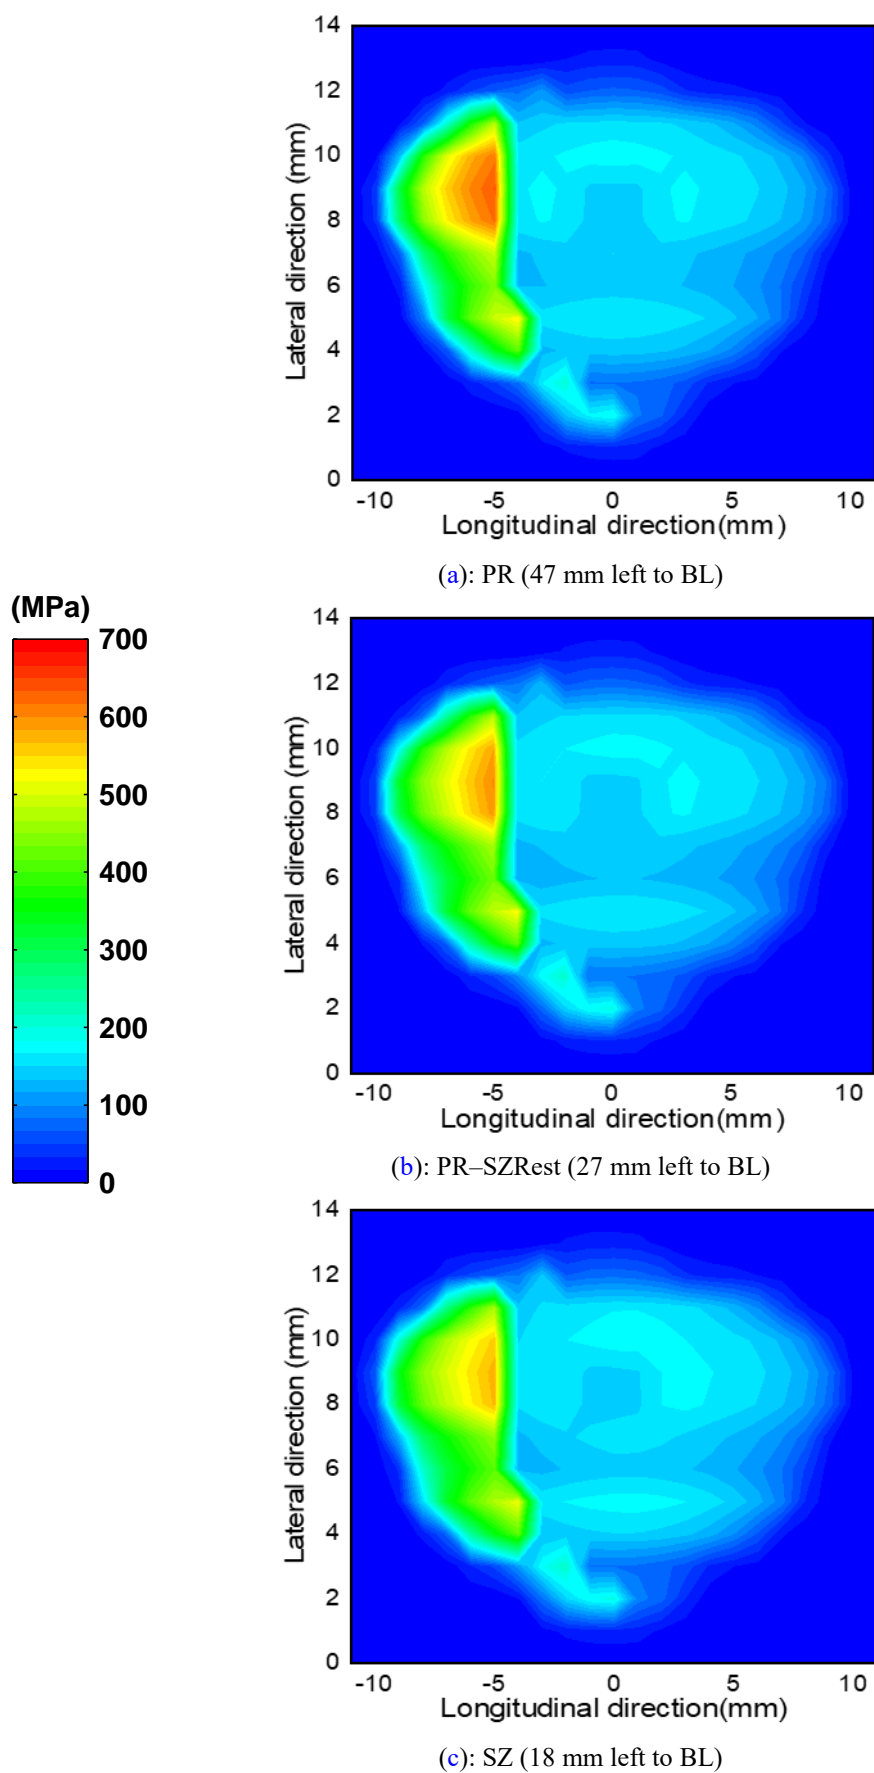 14
12
10
8
6
4
2
0
Lateral direction (mm)
-10 -5 0 5 10
Longitudinal direction(mm)
(a): PR (47 mm left to BL)
(MPa)
700
600
500
400
300
200
100
0
14
12
10
8
6
4
2
0
Lateral direction (mm)
-10 -5 0 5 10
Longitudinal direction(mm)
(b): PR–SZRest (27 mm left to BL)
14
12
10
8
6
4
2
0
Lateral direction (mm)
-10 -5 0 5 10
Longitudinal direction(mm)
(c): SZ (18 mm left to BL)